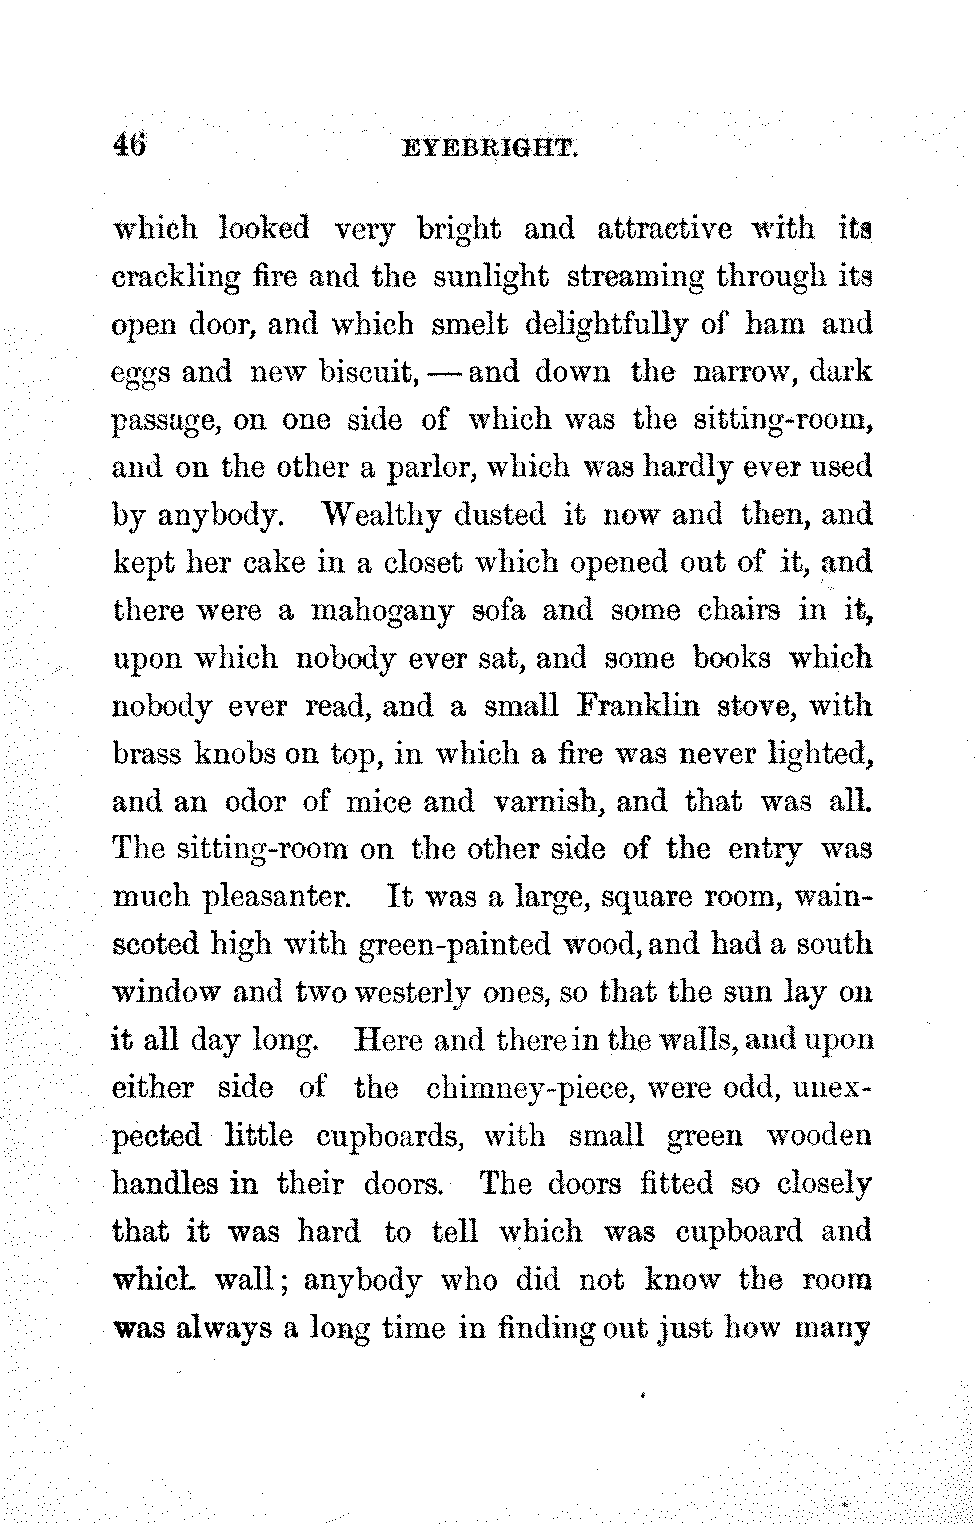 46 EYEBRIGHT.
which looked very bright and attractive with its
crackling fire and the sunlight streaming through its
open door, and which smelt delightfully of ham and
eggs and new biscuit, — and down the narrow, dark
passage, on one side of which was the sitting-room,
and on the other a parlor, which was hardly ever used
by anybody. Wealthy dusted it now and then, and
kept her cake in a closet which opened out of it, and
there were a mahogany sofa and some chairs in it,
upon which nobody ever sat, and some books which
nobody ever read, and a small Franklin stove, with
brass knobs on top, in which a fire was never lighted,
and an odor of mice and varnish, and that was all.
The sitting-room on the other side of the entry was
much pleasanter. It was a large, square room, wain-
scoted high with green-painted wood, and had a south
window and two westerly ones, so that the sun lay on
it all day long. Here and there in the walls, and upon
either side of the chimney-piece, were odd, unex-
pected little cupboards, with small green wooden
handles in their doors. The doors fitted so closely
that it was hard to tell which was cupboard and
which wall; anybody who did not know the room
was always a long time in finding out just how many